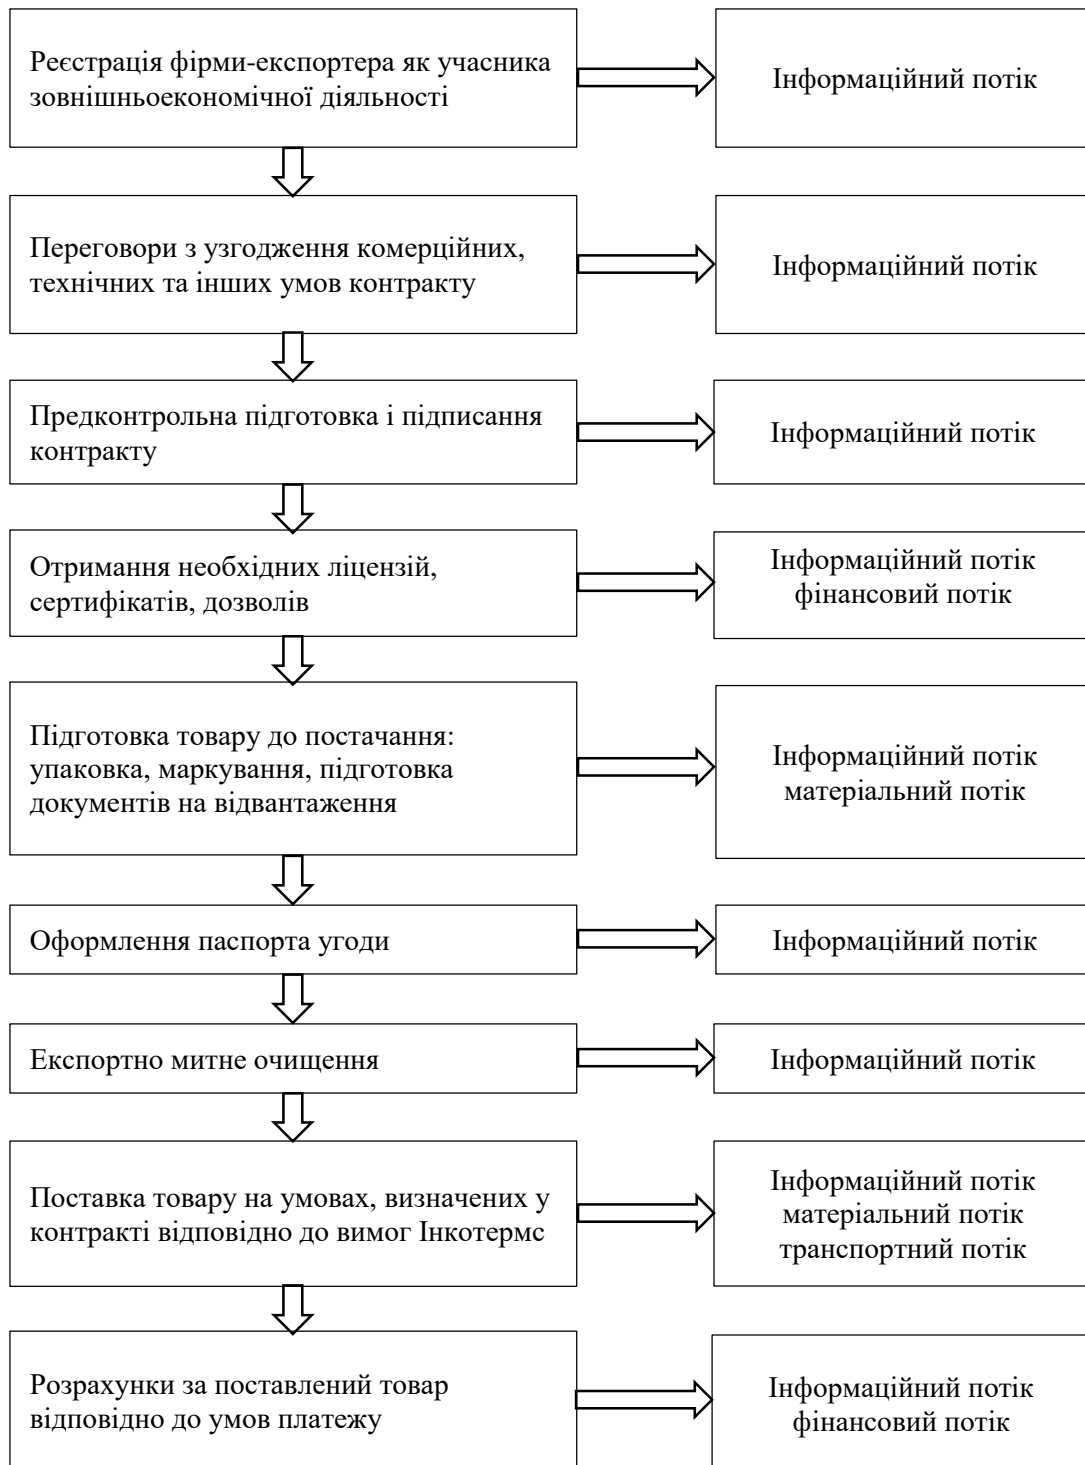 Реєстрація фірми-експортера як учасника
зовнішньоекономічної діяльності
Інформаційний потік
Переговори з узгодження комерційних,
технічних та інших умов контракту
Інформаційний потік
Предконтрольна підготовка і підписання
контракту
Інформаційний потік
Отримання необхідних ліцензій,
сертифікатів, дозволів
Інформаційний потік
фінансовий потік
Підготовка товару до постачання:
упаковка, маркування, підготовка
документів на відвантаження
Інформаційний потік
матеріальний потік
Оформлення паспорта угоди
Інформаційний потік
Експортно митне очищення
Інформаційний потік
Поставка товару на умовах, визначених у
контракті відповідно до вимог Інкотермс
Інформаційний потік
матеріальний потік
транспортний потік
Розрахунки за поставлений товар
відповідно до умов платежу
Інформаційний потік
фінансовий потік